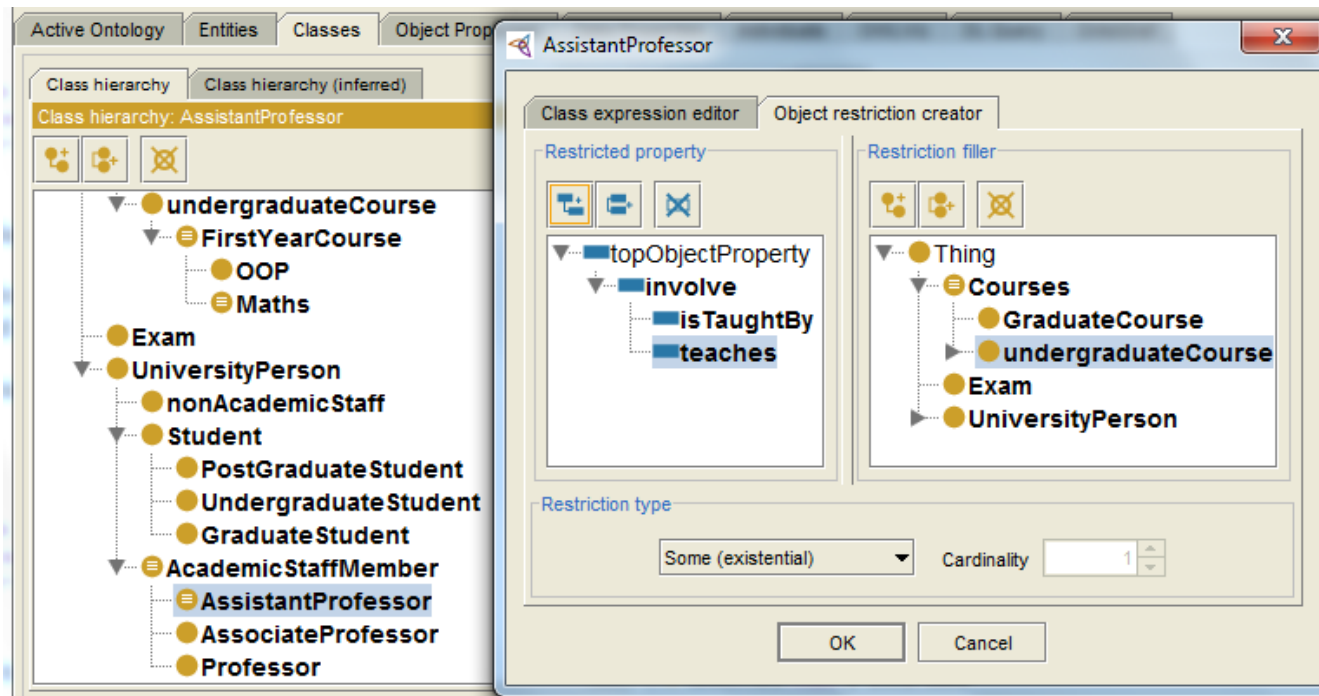 Active Ontology Entities Classes Object Prop
Class hierarchy Class hierarchy (inferred)
Class hierarchy: AssistantProfessor
undergraduateCourse
FirstYearCourse
OOP
Maths
Exam
UniversityPerson
nonAcademicStaff
Student
PostGraduateStudent
UndergraduateStudent
GraduateStudent
AcademicStaffMember
AssistantProfessor
AssociateProfessor
Professor
AssistantProfessor
Class expression editor Object restriction creator
Restricted property
topObjectProperty
involve
isTaughtBy
teaches
Restriction filler
Thing
Courses
GraduateCourse
undergraduateCourse
Exam
UniversityPerson
Restriction type
Some (existential) Cardinality 1
OK Cancel